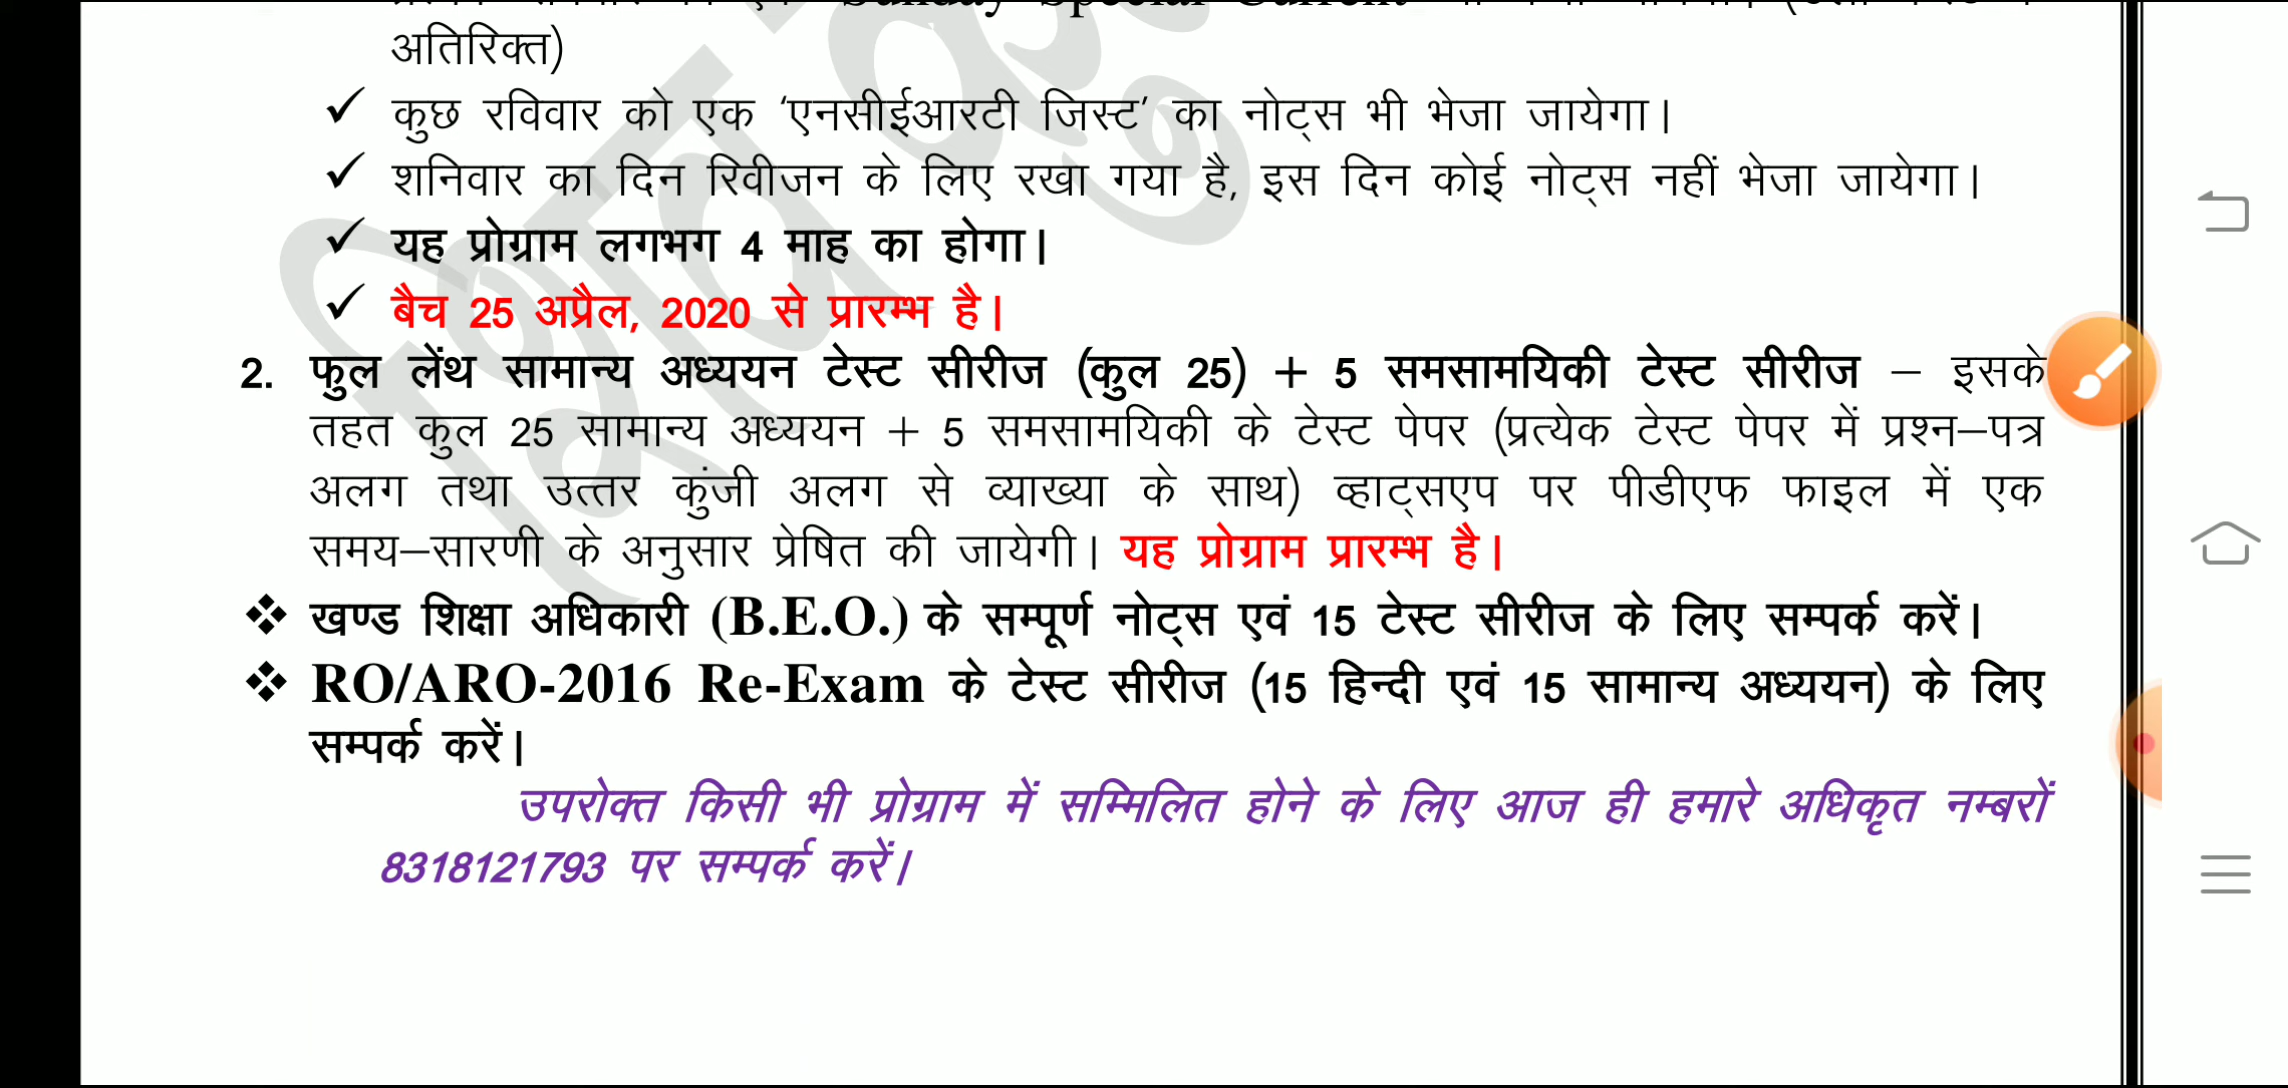 Sunday Special Current
अतिरिक्त)
✓ कुछ रविवार को एक ‘एनसीईआरटी जिस्ट’ का नोट्स भी भेजा जायेगा।
✓ शनिवार का दिन रिवीजन के लिए रखा गया है, इस दिन कोई नोट्स नहीं भेजा जायेगा।
✓ यह प्रोग्राम लगभग 4 माह का होगा।
✓ बैच 25 अप्रैल, 2020 से प्रारम्भ है।
2. फुल लेंथ सामान्य अध्ययन टेस्ट सीरीज (कुल 25) + 5 समसामयिकी टेस्ट सीरीज – इसके
तहत कुल 25 सामान्य अध्ययन + 5 समसामयिकी के टेस्ट पेपर (प्रत्येक टेस्ट पेपर में प्रश्न–पत्र
अलग तथा उत्तर कुंजी अलग से व्याख्या के साथ) व्हाट्सएप पर पीडीएफ फाइल में एक
समय–सारणी के अनुसार प्रेषित की जायेगी। यह प्रोग्राम प्रारम्भ है।
❖ खण्ड शिक्षा अधिकारी (B.E.O.) के सम्पूर्ण नोट्स एवं 15 टेस्ट सीरीज के लिए सम्पर्क करें।
❖ RO/ARO-2016 Re-Exam के टेस्ट सीरीज (15 हिन्दी एवं 15 सामान्य अध्ययन) के लिए
सम्पर्क करें।
उपरोक्त किसी भी प्रोग्राम में सम्मिलित होने के लिए आज ही हमारे अधिकृत नम्बरों
8318121793 पर सम्पर्क करें।